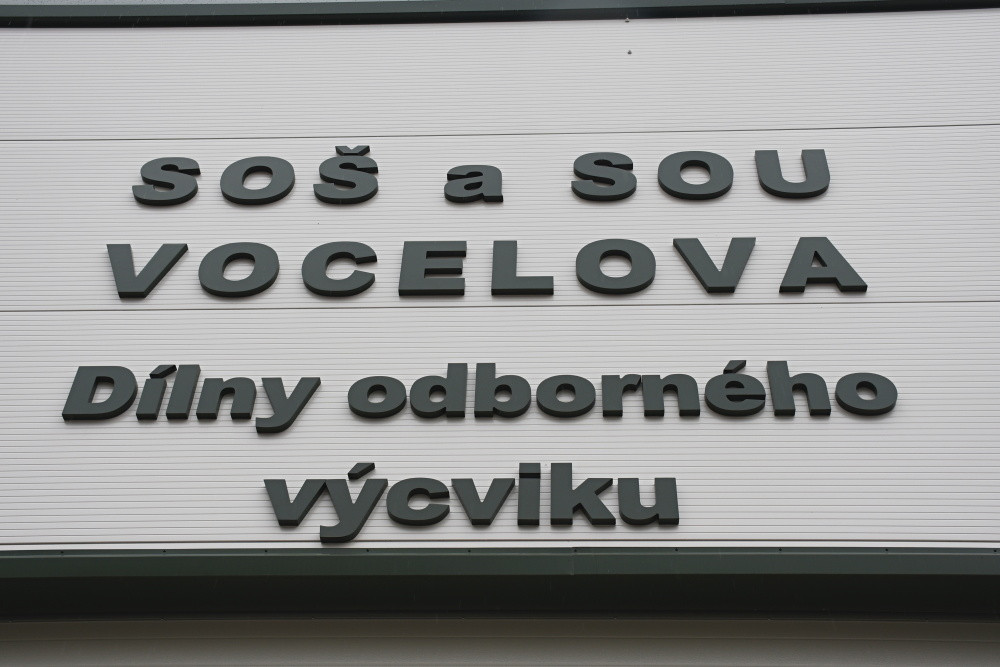 SOŠ a SOU
VOCELOVA
Dílny odborného
výcviku